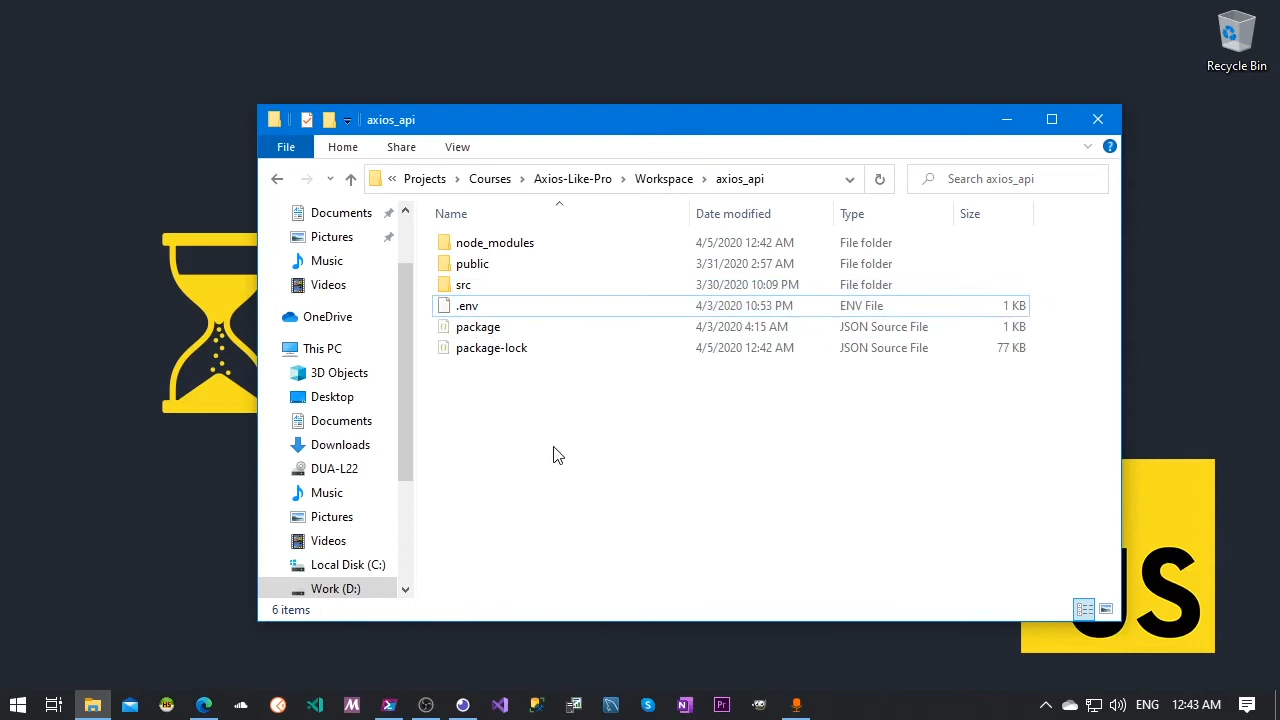 Recycle Bin
axios_api
File Home Share View
« Projects > Courses > Axios-Like-Pro > Workspace > axios_api
Search axios_api
Name Date modified Type Size
node_modules 4/5/2020 12:42 AM File folder
public 3/31/2020 2:57 AM File folder
src 3/30/2020 10:09 PM File folder
.env 4/3/2020 10:53 PM ENV File 1 KB
package 4/3/2020 4:15 AM JSON Source File 1 KB
package-lock 4/5/2020 12:42 AM JSON Source File 77 KB
Documents
Pictures
Music
Videos
OneDrive
This PC
3D Objects
Desktop
Documents
Downloads
DUA-L22
Music
Pictures
Videos
Local Disk (C:)
Work (D:)
6 items
JS
ENG 12:43 AM